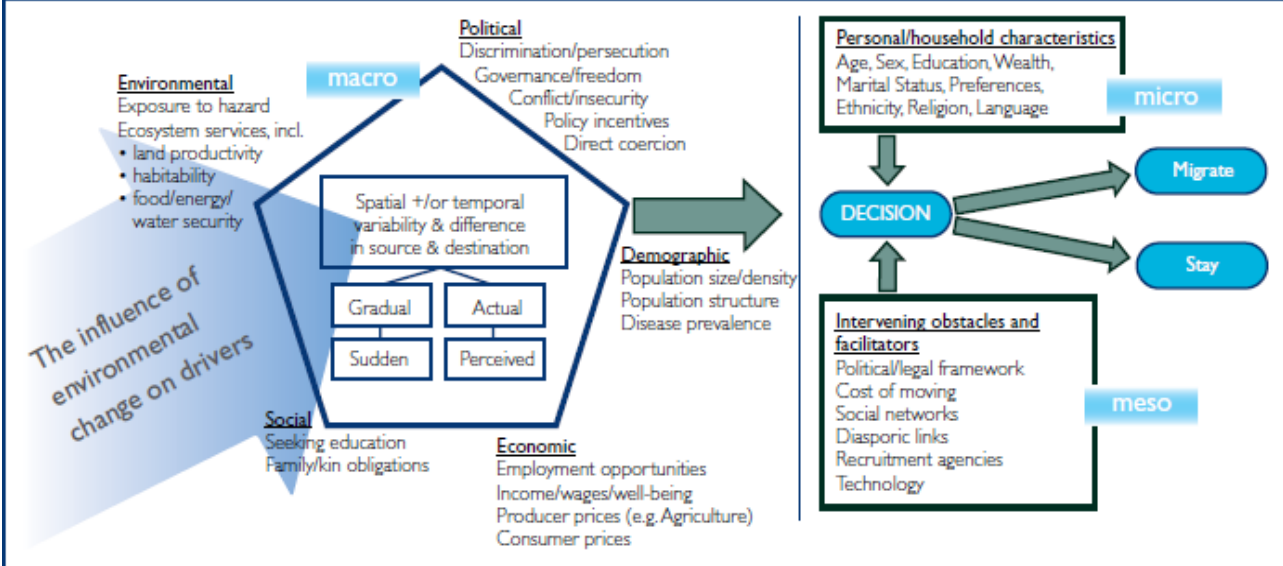 macro
Political
Discrimination/persecution
Governance/freedom
Conflict/insecurity
Policy incentives
Direct coercion
Environmental
Exposure to hazard
Ecosystem services, incl.
• land productivity
• habitability
• food/energy/
water security
The influence of
environmental
change on drivers
Spatial +/or temporal
variability & difference
in source & destination
Gradual
Actual
Sudden
Perceived
Demographic
Population size/density
Population structure
Disease prevalence
Social
Seeking education
Family/kin obligations
Economic
Employment opportunities
Income/wages/well-being
Producer prices (e.g. Agriculture)
Consumer prices
Personal/household characteristics
Age, Sex, Education, Wealth,
Marital Status, Preferences,
Ethnicity, Religion, Language
micro
DECISION
Migrate
Stay
Intervening obstacles and
facilitators
Political/legal framework
Cost of moving
Social networks
Diasporic links
Recruitment agencies
Technology
meso